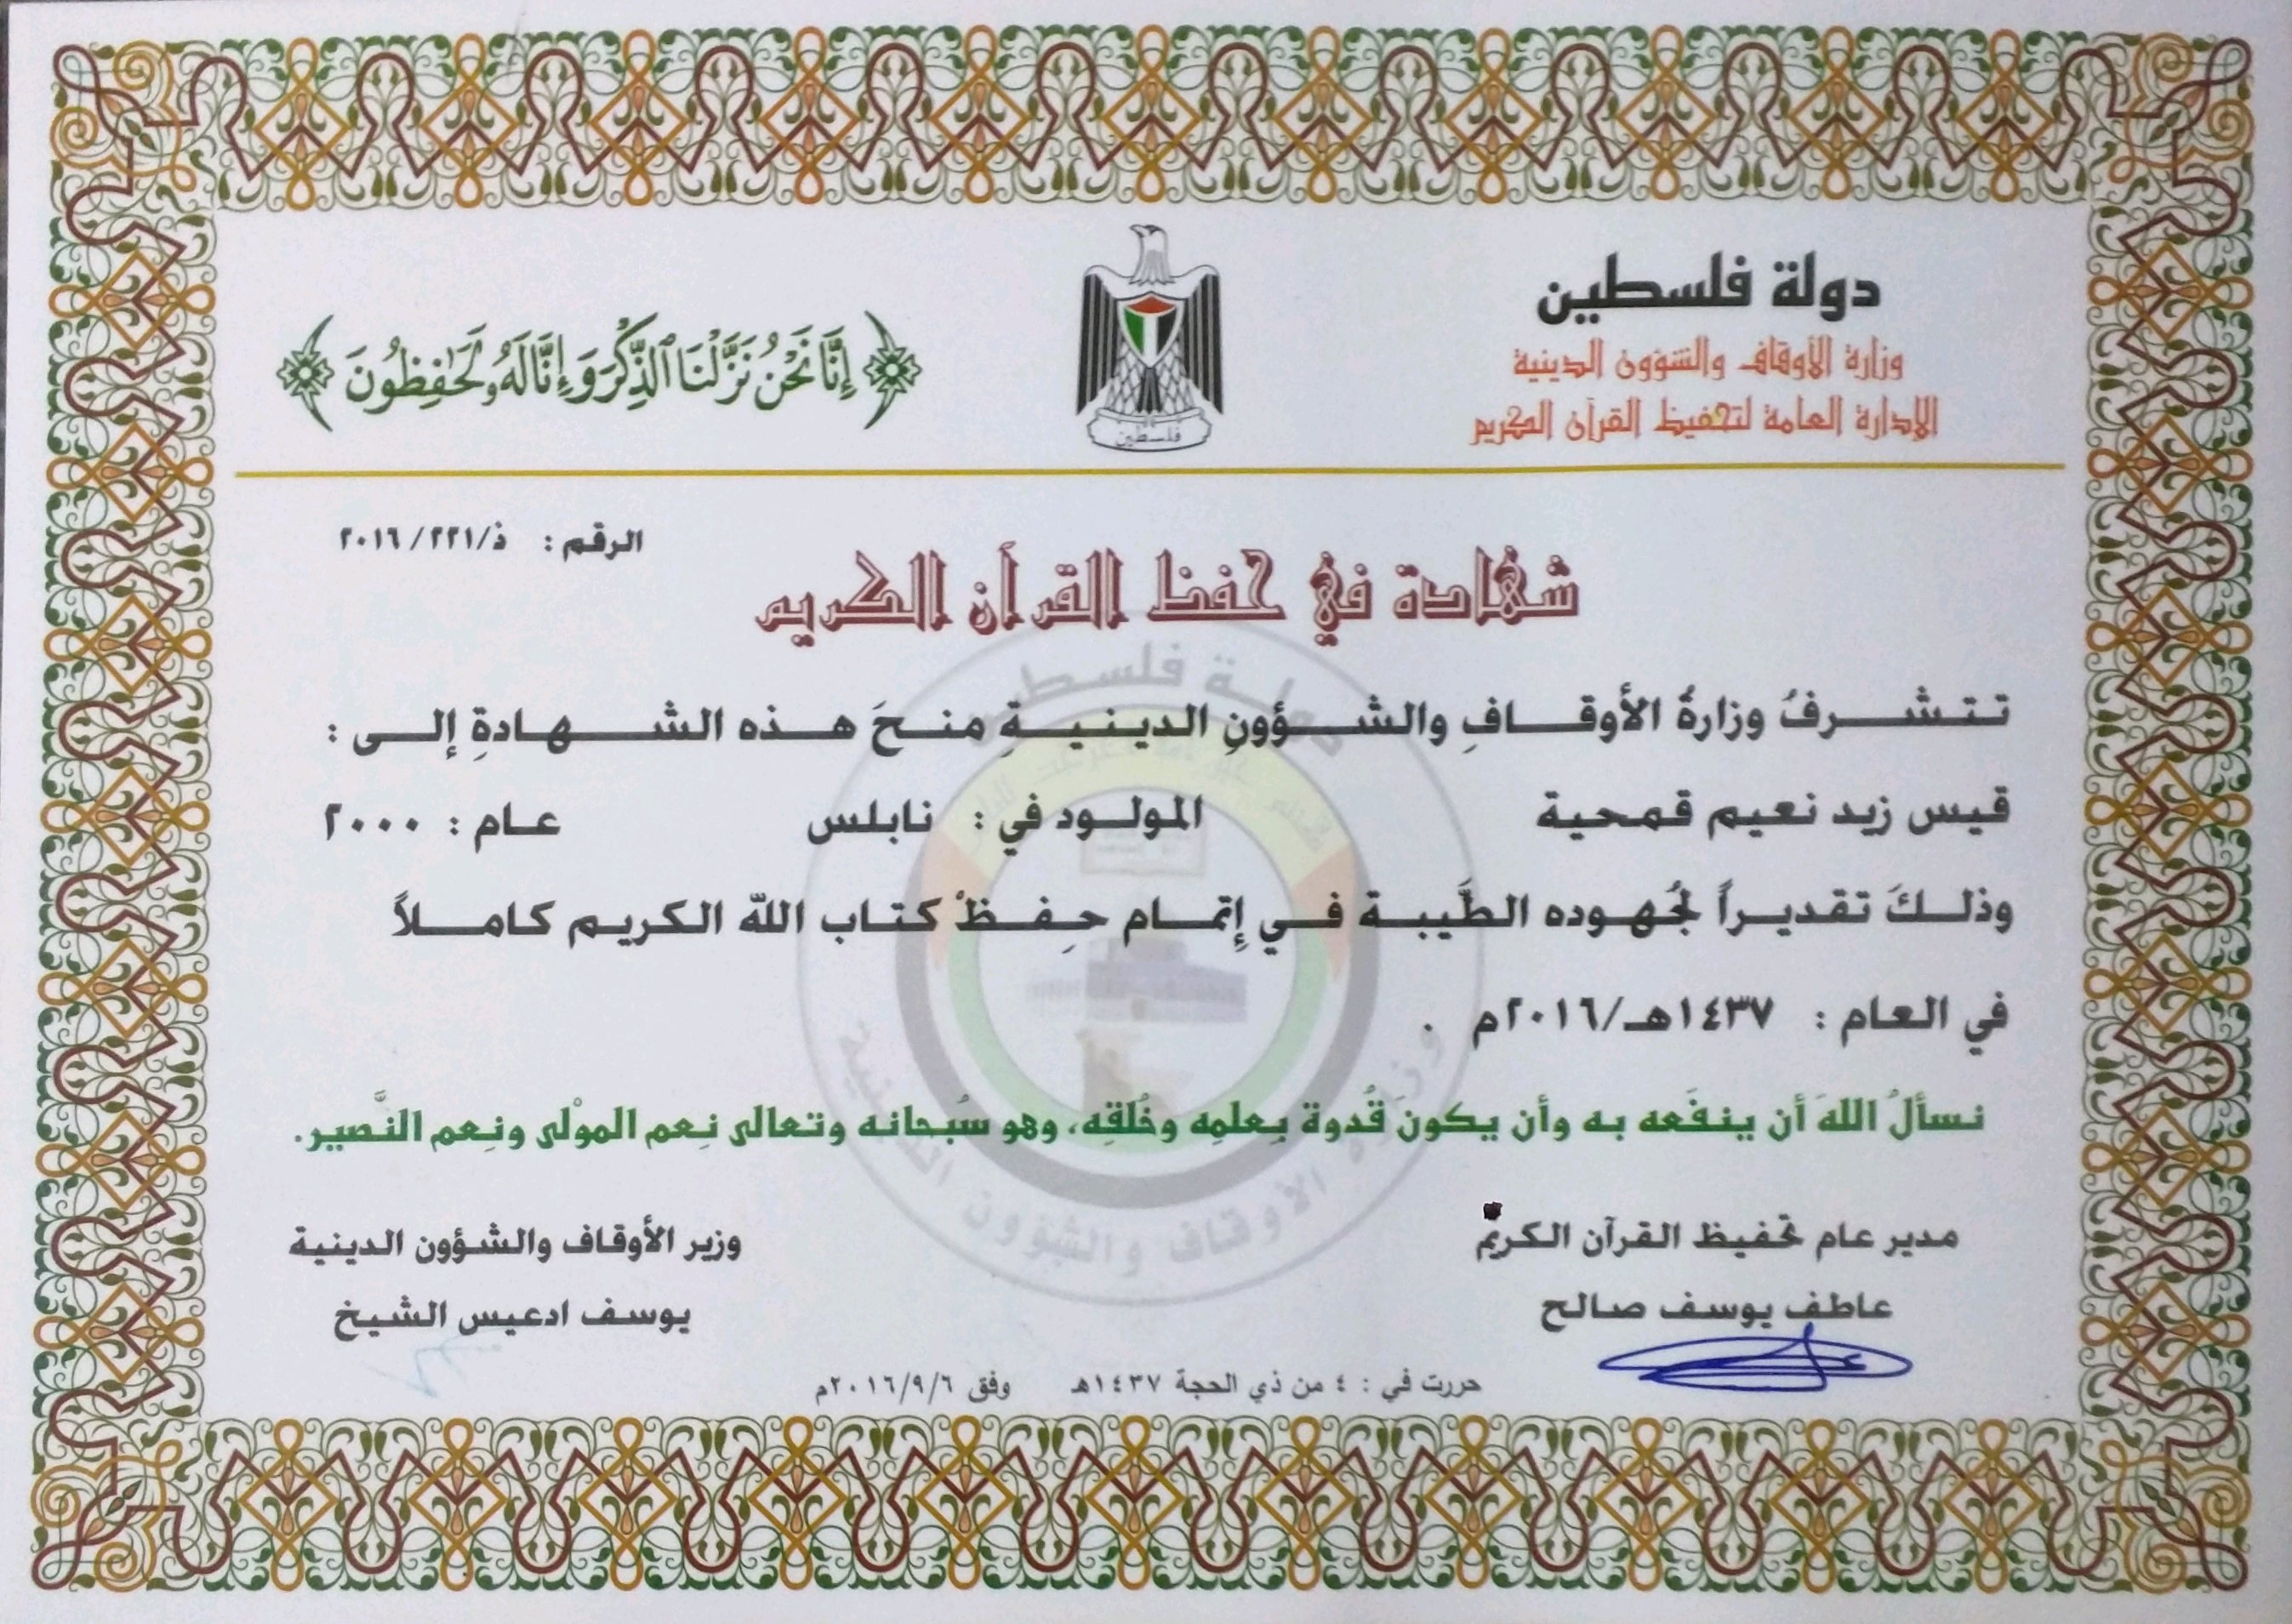 دولة فلسطين
وزارة الأوقاف والشؤون الدينية
الإدارة العامة لتحفيظ القرآن الكريم
فلسطين
إِنَّا نَحْنُ نَزَّلْنَا ٱلذِّكْرَ وَإِنَّا لَهُۥ لَحَٰفِظُونَ
الرقم : ذ/٢٢١/ ٢٠١٦
شهادة في حفظ القرآن الكريم
تتشرفُ وزارةُ الأوقافِ والشؤونِ الدينيةِ منحَ هذه الشهادةِ إلى :
قيس زيد نعيم قمحية المولود في : نابلس عام : ٢٠٠٠
وذلكَ تقديراً لجُهوده الطَّيبة في إِتمام حِفظْ كتاب اللّه الكريم كاملاً
في العام : ١٤٣٧هـ/٢٠١٦م .
نسألُ اللهَ أن ينفَعه به وأن يكونَ قُدوة بِعلمِه وخُلقِه، وهو سُبحانه وتعالى نِعم الموْلى ونِعم النَّصير.
مدير عام تحفيظ القرآن الكريم
عاطف يوسف صالح
وزير الأوقاف والشؤون الدينية
يوسف ادعيس الشيخ
حررت في : ٤ من ذي الحجة ١٤٣٧هـ وفق ٢٠١٦/٩/٦م
دولة فلسطين
وزارة الأوقاف والشؤون الدينية